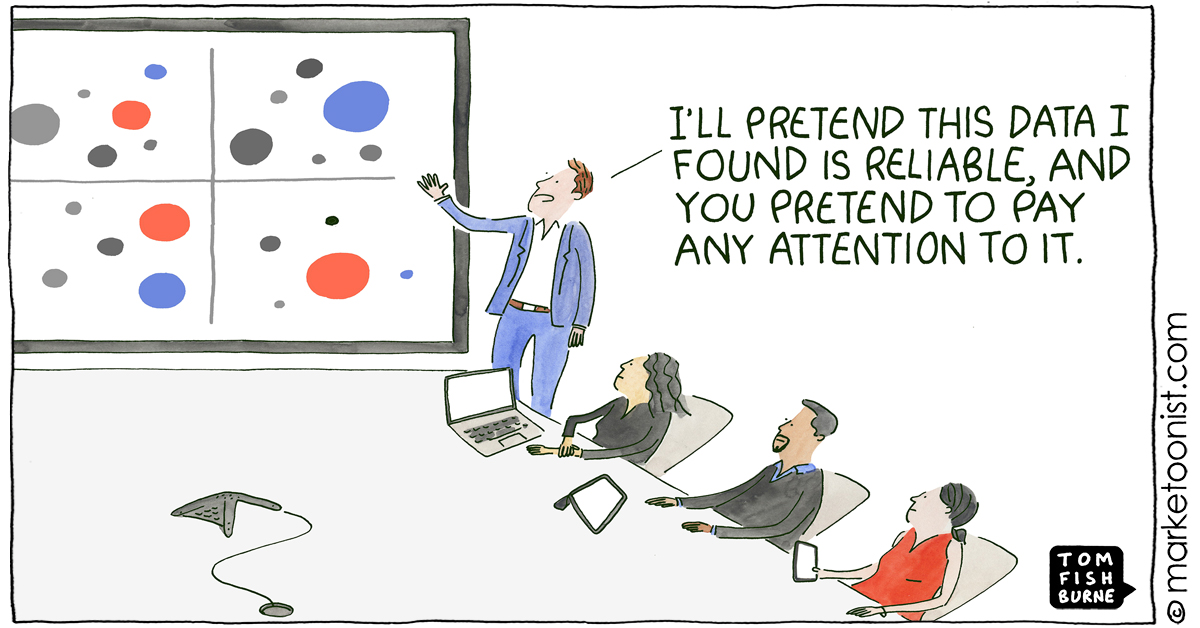 I'LL PRETEND THIS DATA I
FOUND IS RELIABLE, AND
YOU PRETEND TO PAY
ANY ATTENTION TO IT.
TOM
FISH
BURNE
© marketoonist.com